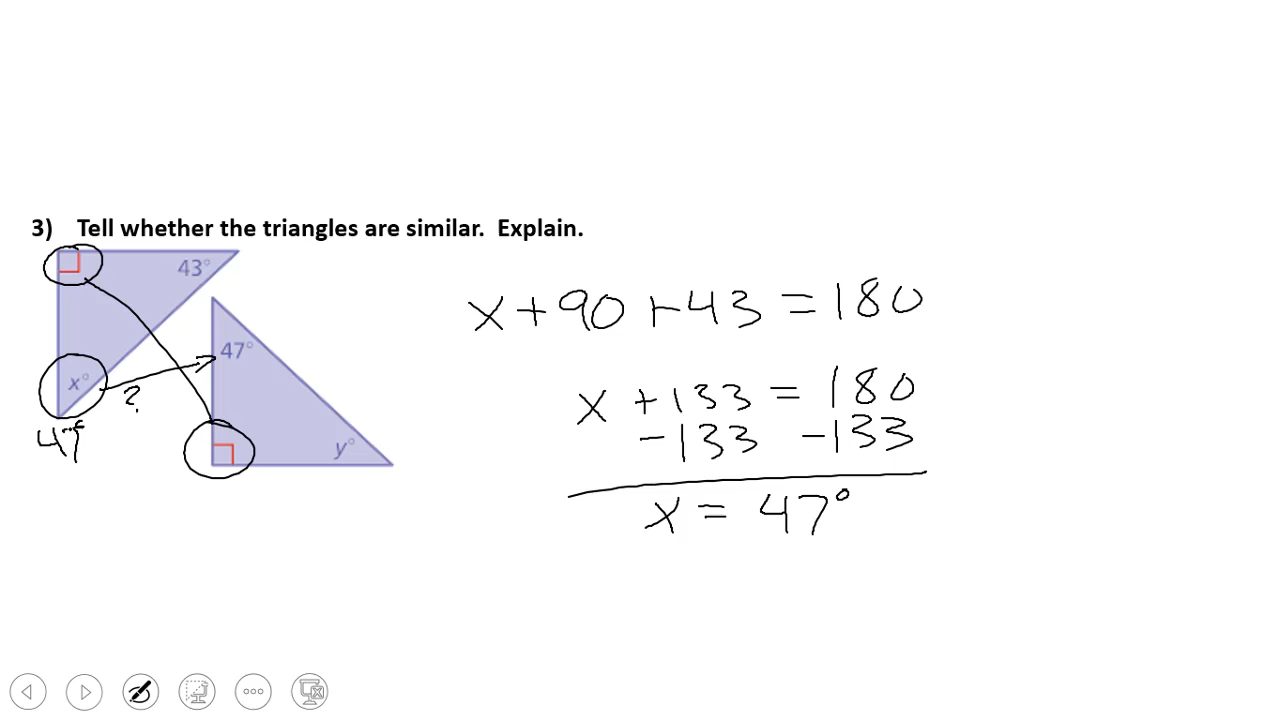 3) Tell whether the triangles are similar. Explain.
43°
x + 90 + 43 = 180
47°
x°
?
x + 133 = 180
- 133 - 133
47°
y°
x = 47°